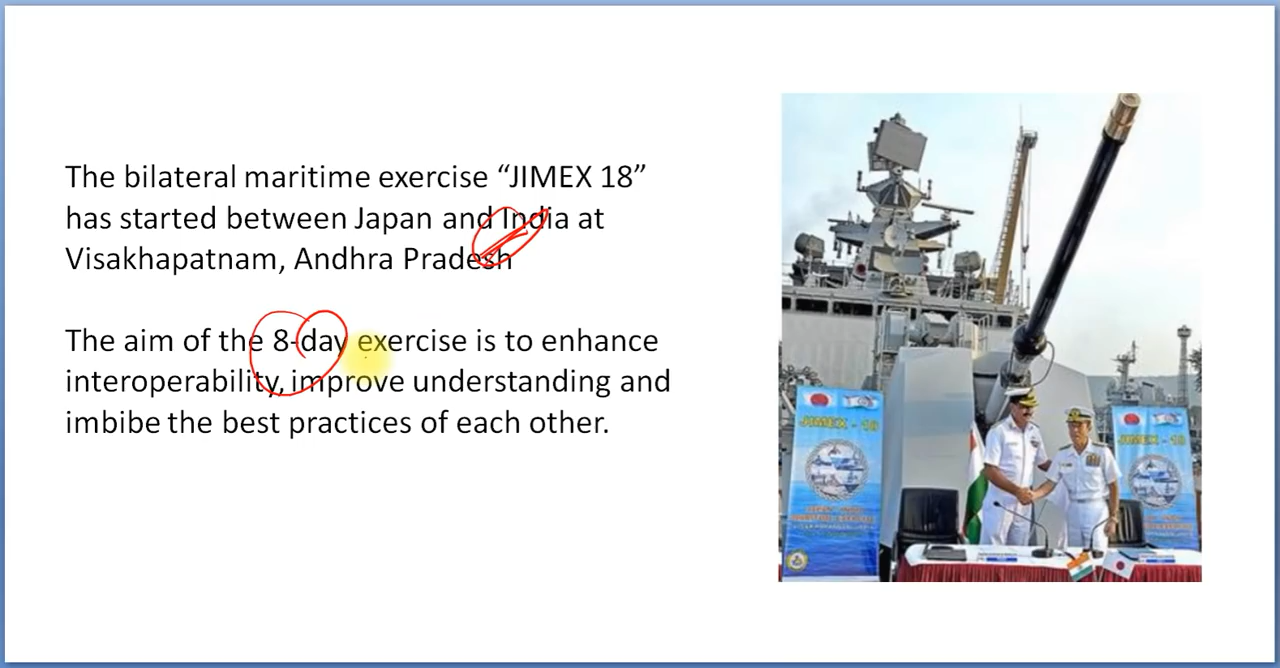 The bilateral maritime exercise “JIMEX 18”
has started between Japan and India at
Visakhapatnam, Andhra Pradesh
The aim of the 8-day exercise is to enhance
interoperability, improve understanding and
imbibe the best practices of each other.
JIMEX - 18
JIMEX - 18